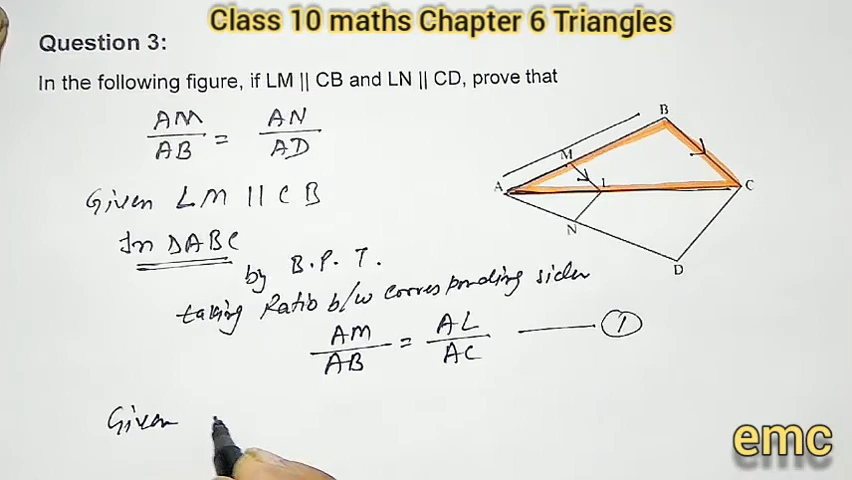 Class 10 maths Chapter 6 Triangles
Question 3:
In the following figure, if LM || CB and LN || CD, prove that
AM/AB = AN/AD
Given LM || CB
In ΔABC
by B.P.T.
taking Ratio b/w corresponding sides
AM/AB = AL/AC —— 1
Given
B
M
A
L
C
N
D
emc